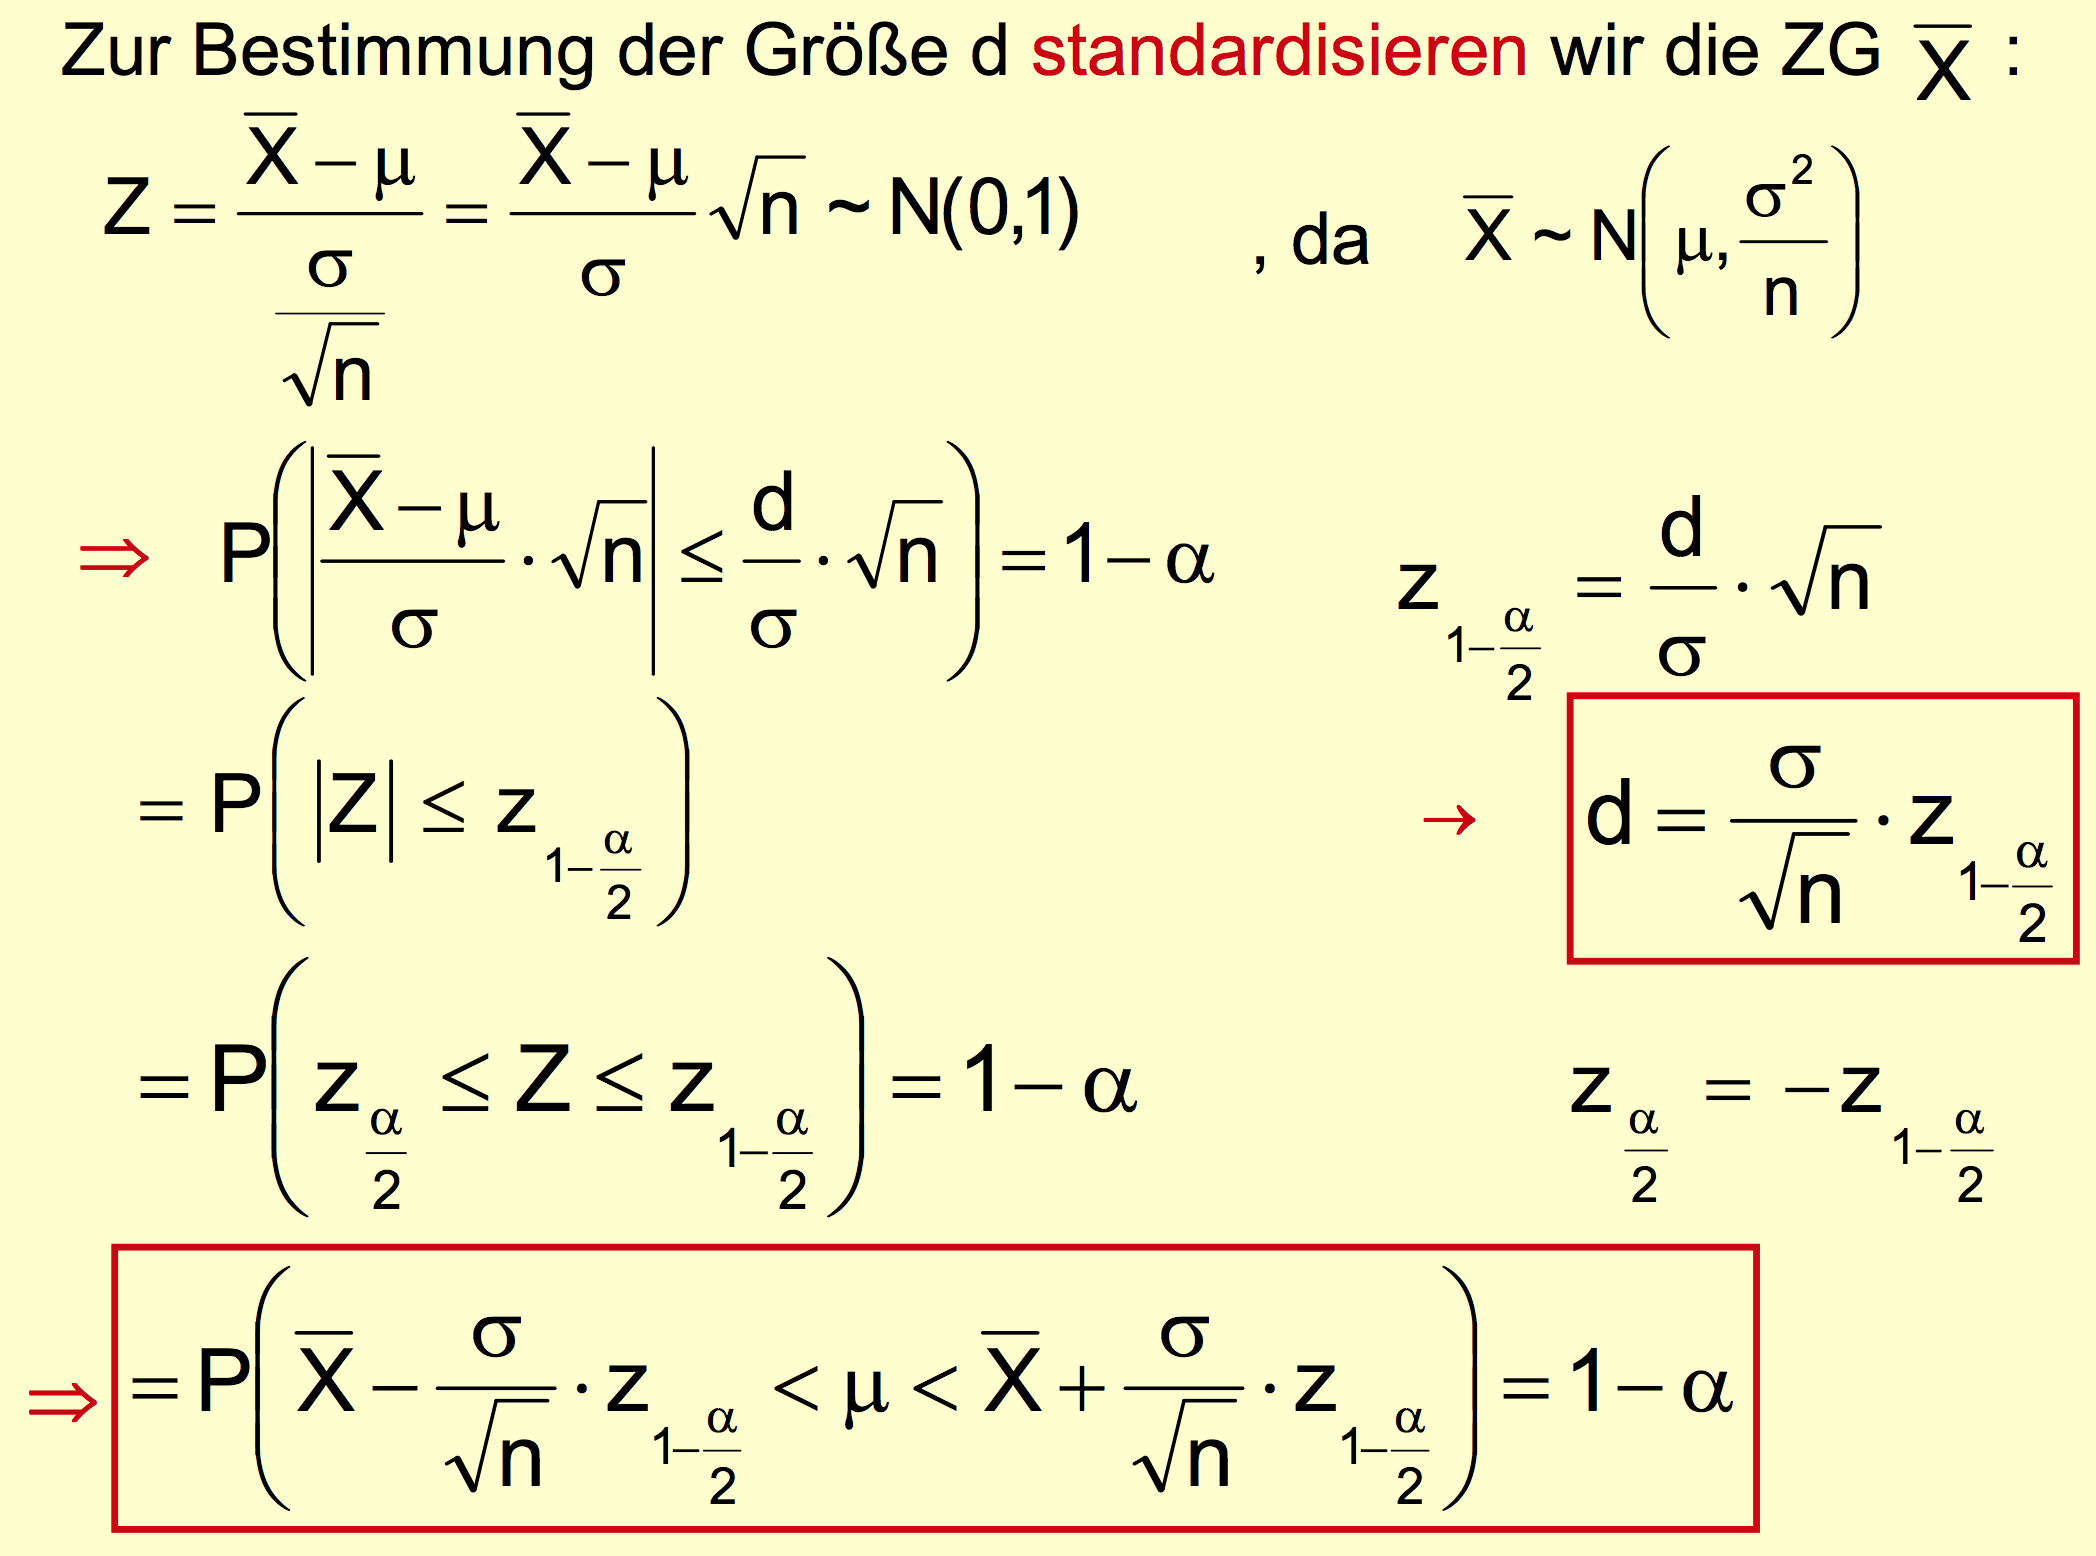 Zur Bestimmung der Größe d standardisieren wir die ZG X̅ :
Z = (X̅ − μ)/(σ/√n) = (X̅ − μ)/σ √n ~ N(0,1) , da X̅ ~ N(μ, σ²/n)
⇒ P(|(X̅ − μ)/σ · √n| ≤ d/σ · √n) = 1 − α
z_{1−α/2} = d/σ · √n
= P(|Z| ≤ z_{1−α/2})
→ d = σ/√n · z_{1−α/2}
= P(z_{α/2} ≤ Z ≤ z_{1−α/2}) = 1 − α
z_{α/2} = −z_{1−α/2}
⇒ = P(X̅ − σ/√n · z_{1−α/2} < μ < X̅ + σ/√n · z_{1−α/2}) = 1 − α